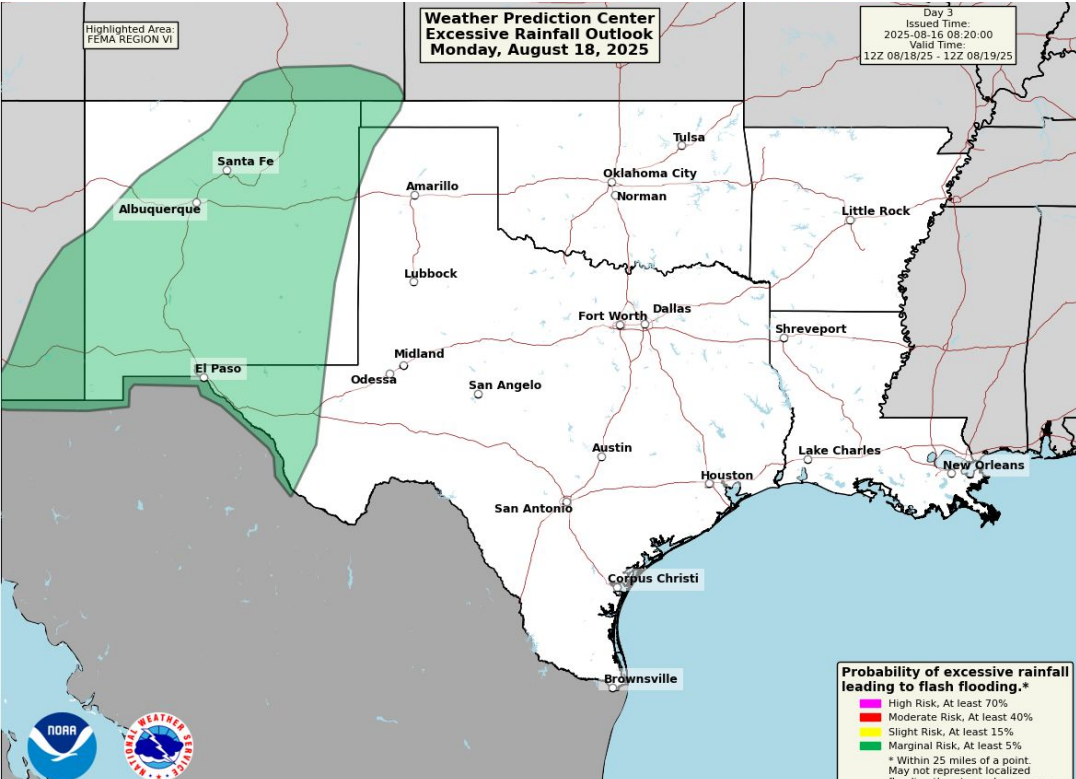 Highlighted Area:
FEMA REGION VI
Weather Prediction Center
Excessive Rainfall Outlook
Monday, August 18, 2025
Day 3
Issued Time:
2025-08-16 08:20:00
Valid Time:
12Z 08/18/25 - 12Z 08/19/25
Tulsa
Santa Fe
Oklahoma City
Amarillo
Norman
Albuquerque
Little Rock
Lubbock
Fort Worth
Dallas
Shreveport
Midland
El Paso
Odessa
San Angelo
Austin
Lake Charles
New Orleans
Houston
San Antonio
Corpus Christi
Brownsville
Probability of excessive rainfall
leading to flash flooding.*
High Risk, At least 70%
Moderate Risk, At least 40%
Slight Risk, At least 15%
Marginal Risk, At least 5%
* Within 25 miles of a point.
May not represent localized
NOAA
NATIONAL WEATHER SERVICE